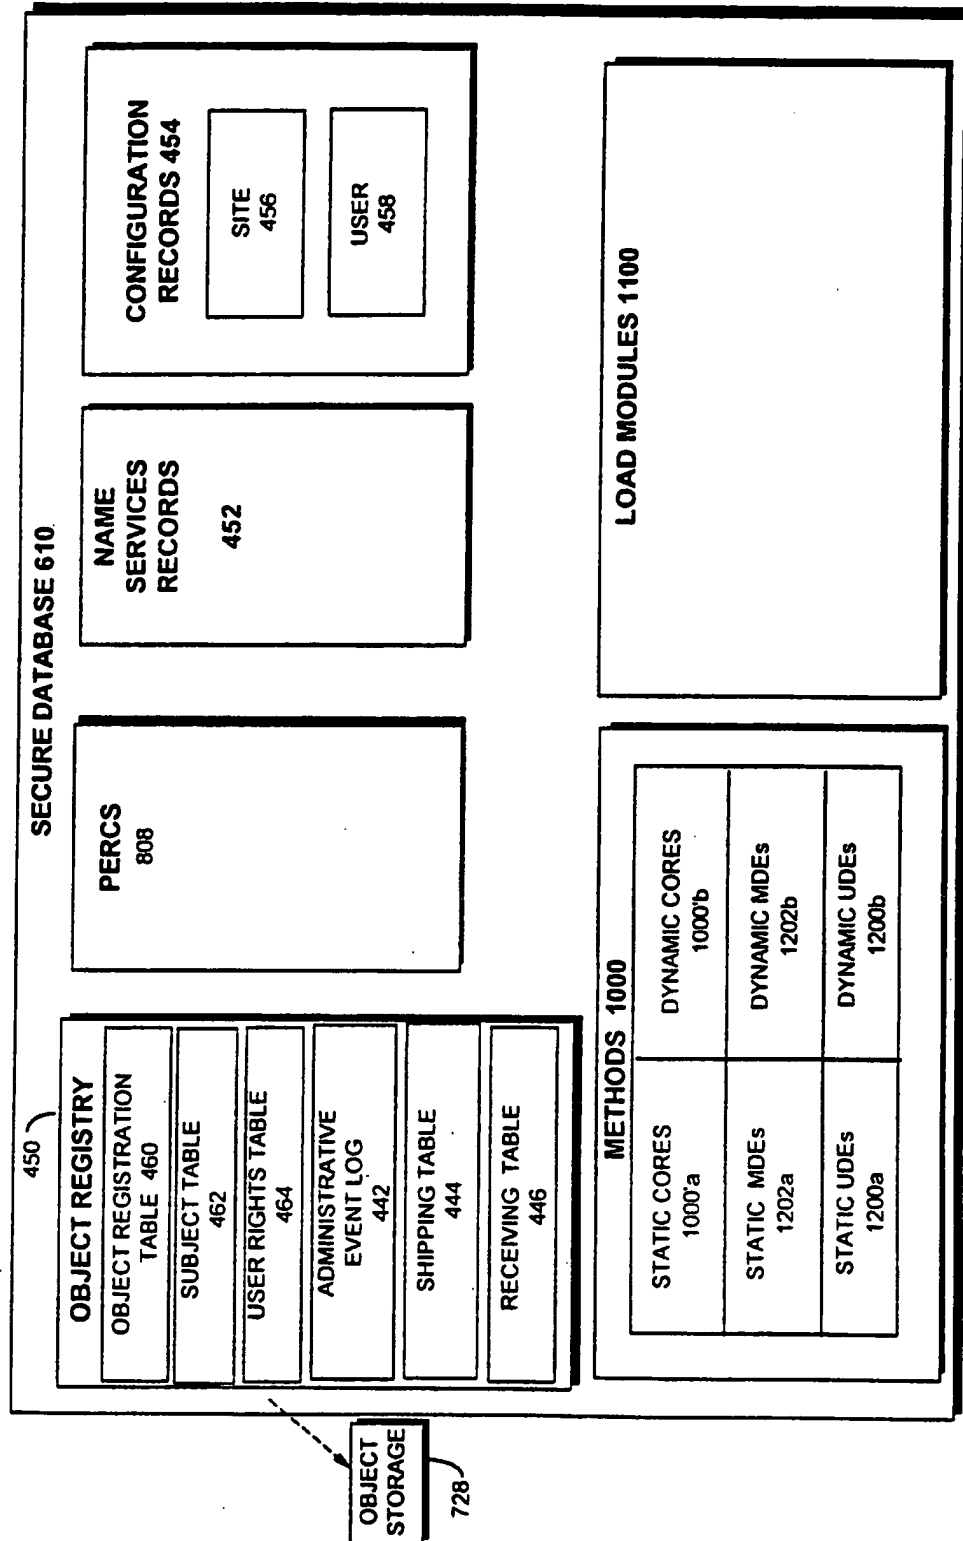 SECURE DATABASE 610
450
OBJECT REGISTRY
OBJECT REGISTRATION
TABLE 460
SUBJECT TABLE
462
USER RIGHTS TABLE
464
ADMINISTRATIVE
EVENT LOG
442
SHIPPING TABLE
444
RECEIVING TABLE
446
PERCS
808
NAME
SERVICES
RECORDS
452
CONFIGURATION
RECORDS 454
SITE
456
USER
458
OBJECT
STORAGE
728
METHODS 1000
STATIC CORES
1000'a
DYNAMIC CORES
1000'b
STATIC MDEs
1202a
DYNAMIC MDEs
1202b
STATIC UDEs
1200a
DYNAMIC UDEs
1200b
LOAD MODULES 1100